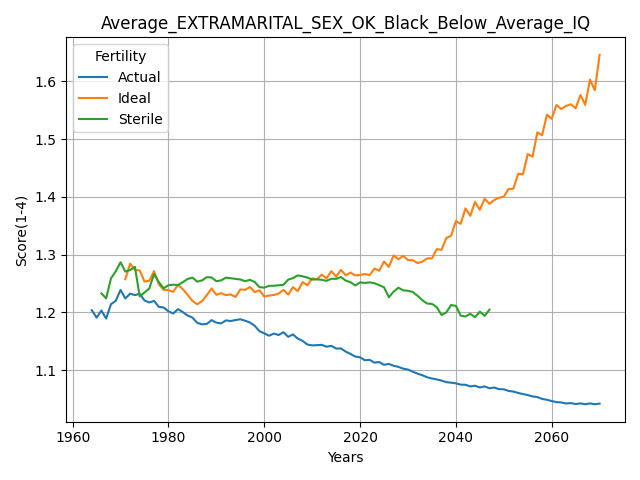 Average_EXTRAMARITAL_SEX_OK_Black_Below_Average_IQ
Fertility
Actual
Ideal
Sterile
Score(1-4)
1.6
1.5
1.4
1.3
1.2
1.1
1960 1980 2000 2020 2040 2060
Years